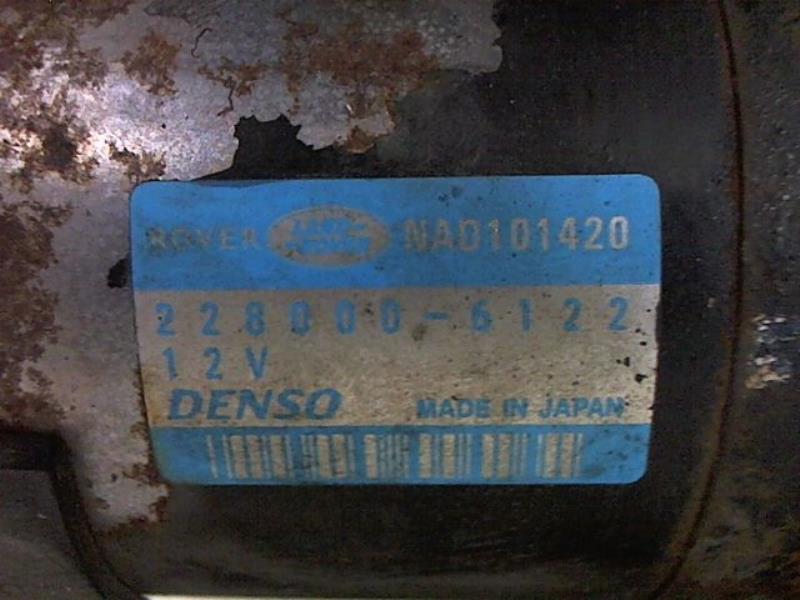 ROVER NAD101420
228000-6122
12V
DENSO MADE IN JAPAN